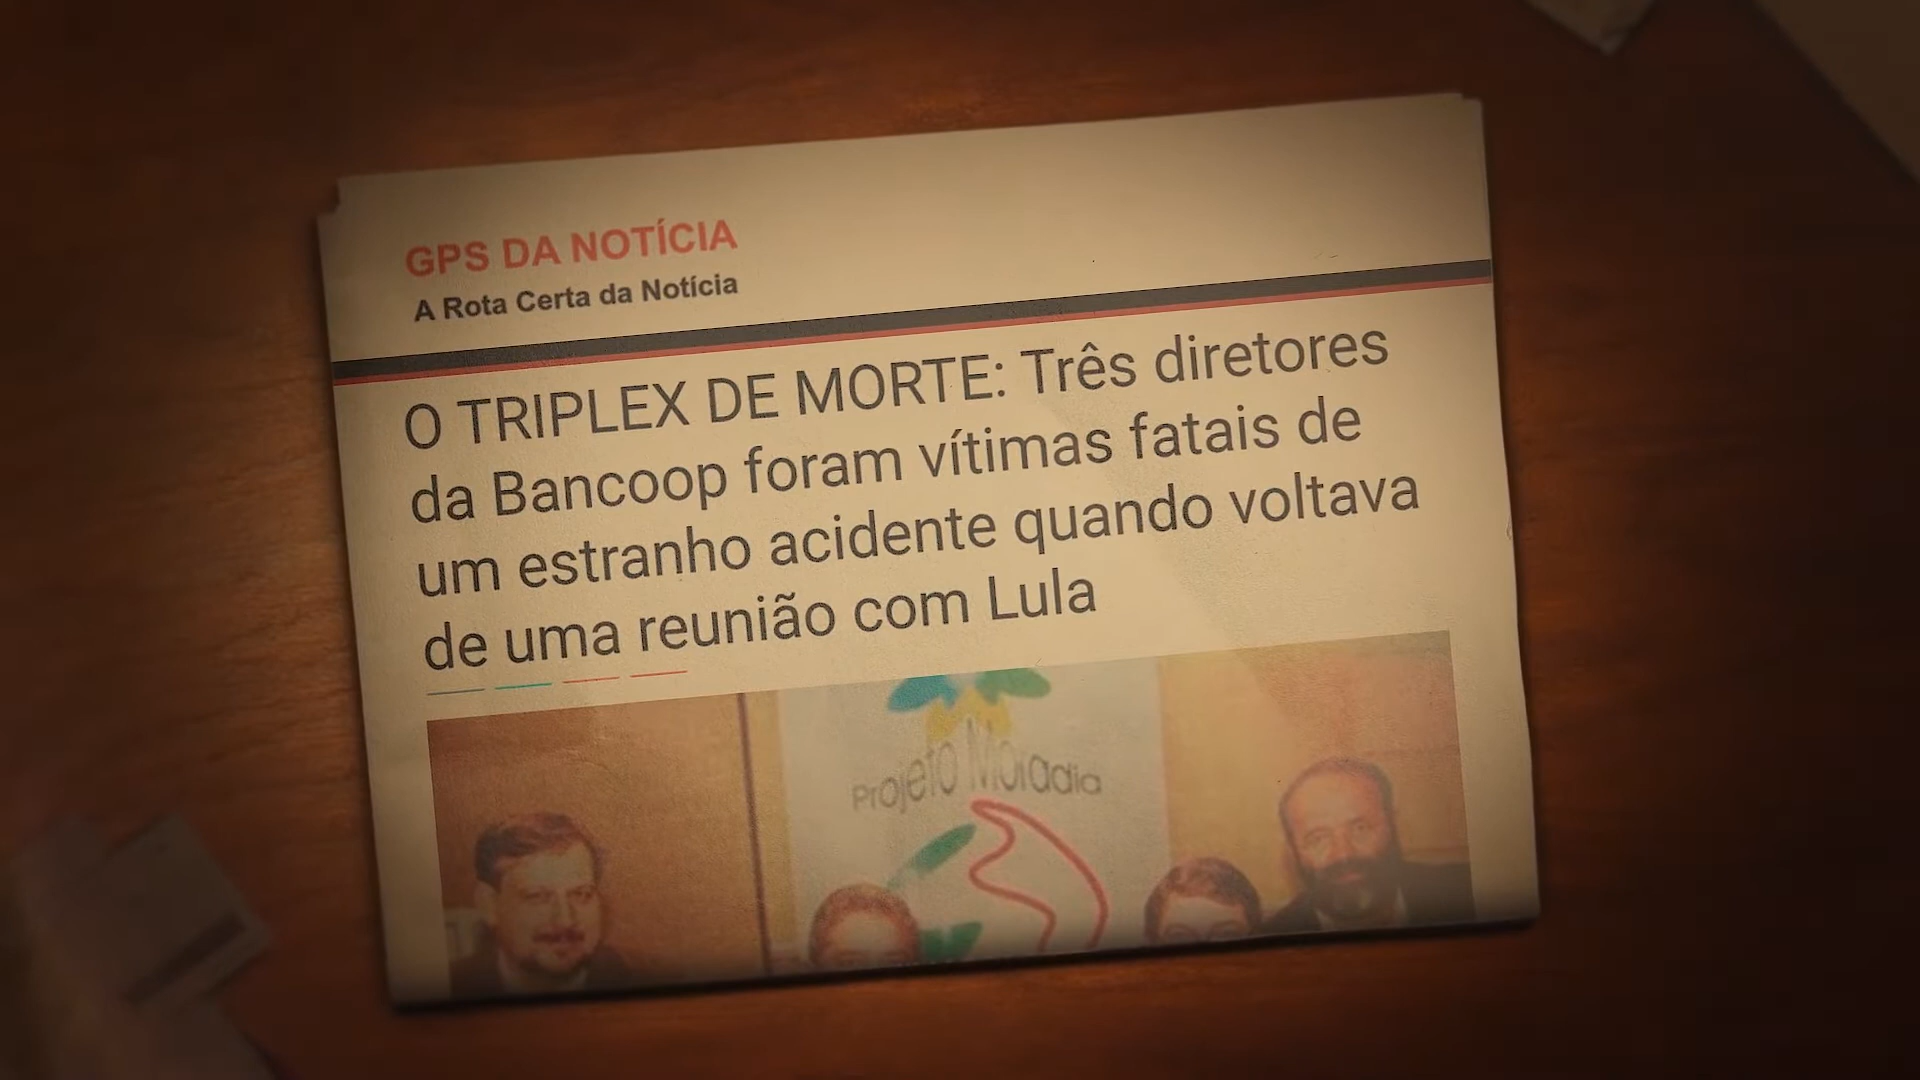 GPS DA NOTÍCIA
A Rota Certa da Notícia
O TRIPLEX DE MORTE: Três diretores
da Bancoop foram vítimas fatais de
um estranho acidente quando voltava
de uma reunião com Lula
Projeto Moradia